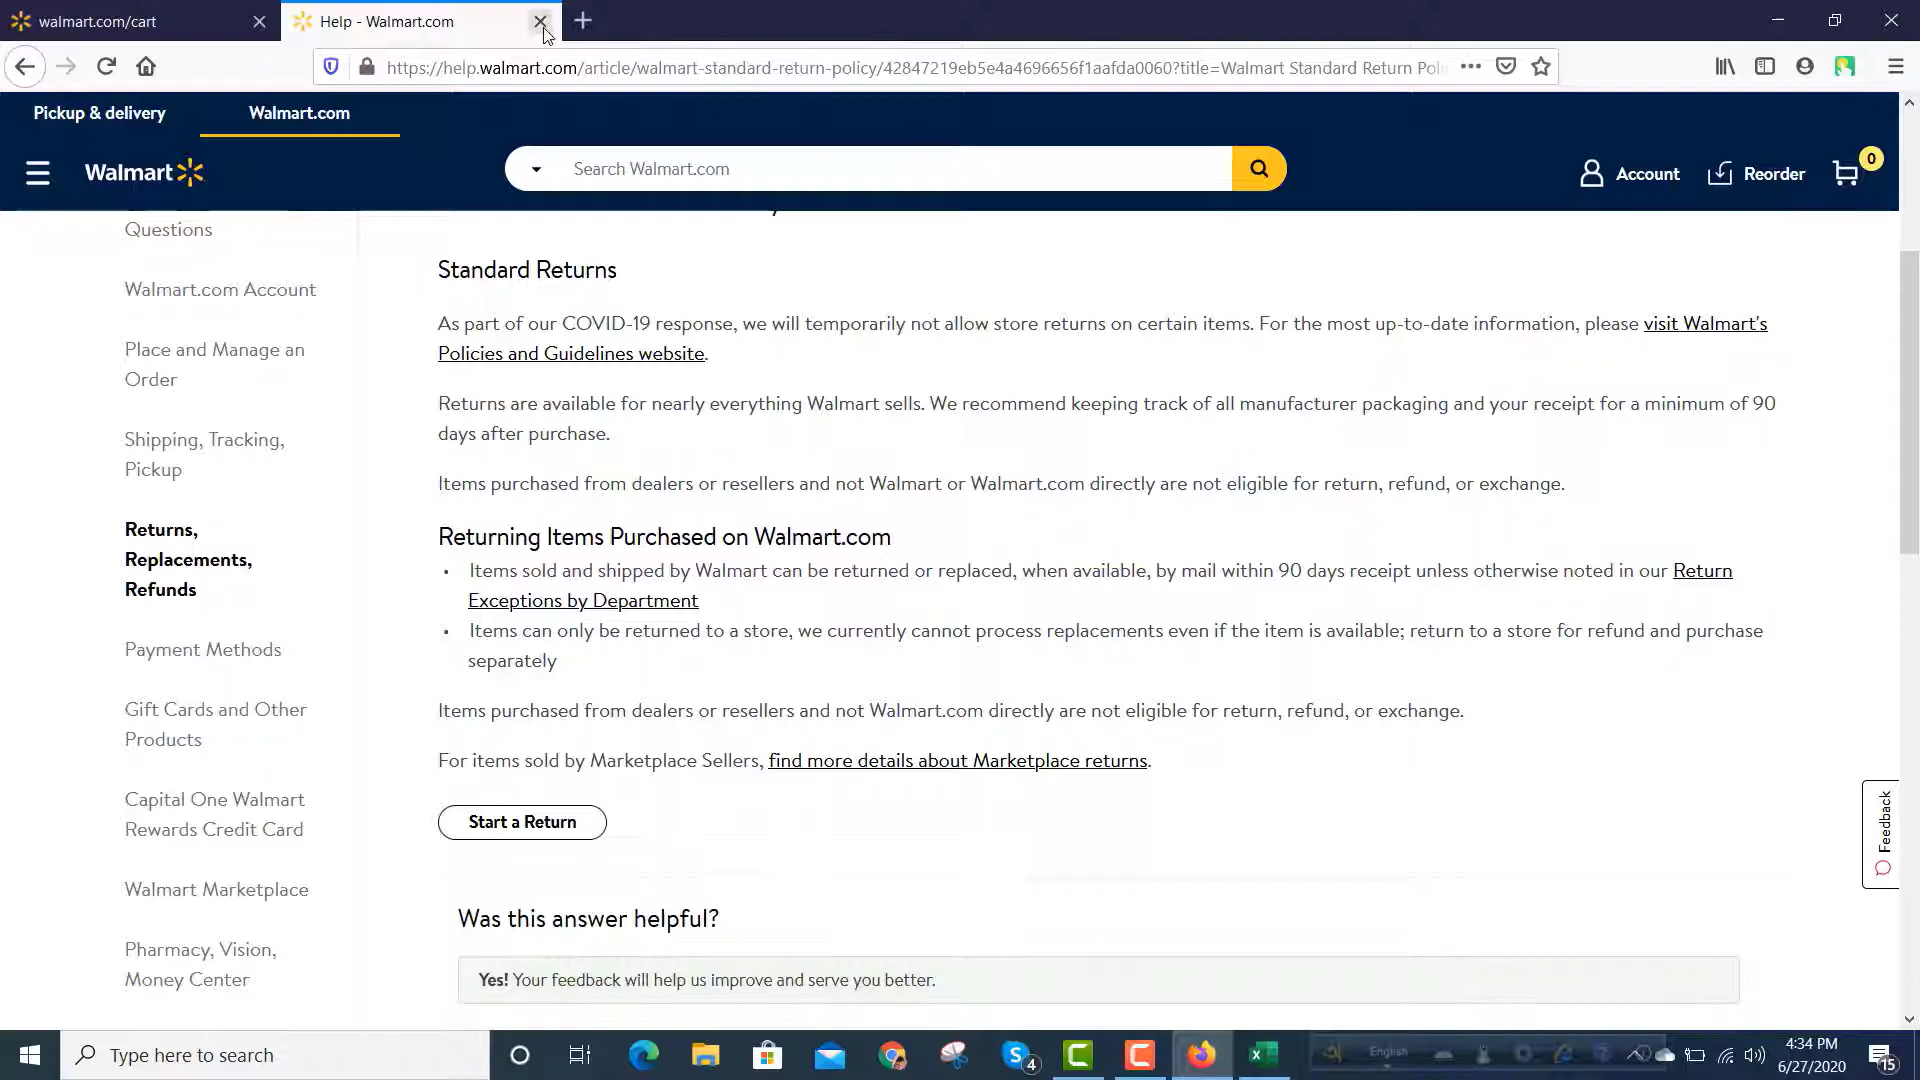 walmart.com/cart
Help - Walmart.com
https://help.walmart.com/article/walmart-standard-return-policy/42847219eb5e4a4696656f1aafda0060?title=Walmart Standard Return Poli
Pickup & delivery
Walmart.com
Walmart
Search Walmart.com
Account
Reorder
0
Questions
Walmart.com Account
Place and Manage an
Order
Shipping, Tracking,
Pickup
Returns,
Replacements,
Refunds
Payment Methods
Gift Cards and Other
Products
Capital One Walmart
Rewards Credit Card
Walmart Marketplace
Pharmacy, Vision,
Money Center
Standard Returns
As part of our COVID-19 response, we will temporarily not allow store returns on certain items. For the most up-to-date information, please visit Walmart's
Policies and Guidelines website.
Returns are available for nearly everything Walmart sells. We recommend keeping track of all manufacturer packaging and your receipt for a minimum of 90
days after purchase.
Items purchased from dealers or resellers and not Walmart or Walmart.com directly are not eligible for return, refund, or exchange.
Returning Items Purchased on Walmart.com
• Items sold and shipped by Walmart can be returned or replaced, when available, by mail within 90 days receipt unless otherwise noted in our Return
Exceptions by Department
• Items can only be returned to a store, we currently cannot process replacements even if the item is available; return to a store for refund and purchase
separately
Items purchased from dealers or resellers and not Walmart.com directly are not eligible for return, refund, or exchange.
For items sold by Marketplace Sellers, find more details about Marketplace returns.
Start a Return
Was this answer helpful?
Yes! Your feedback will help us improve and serve you better.
Feedback
Type here to search
4
English
4:34 PM
6/27/2020
15